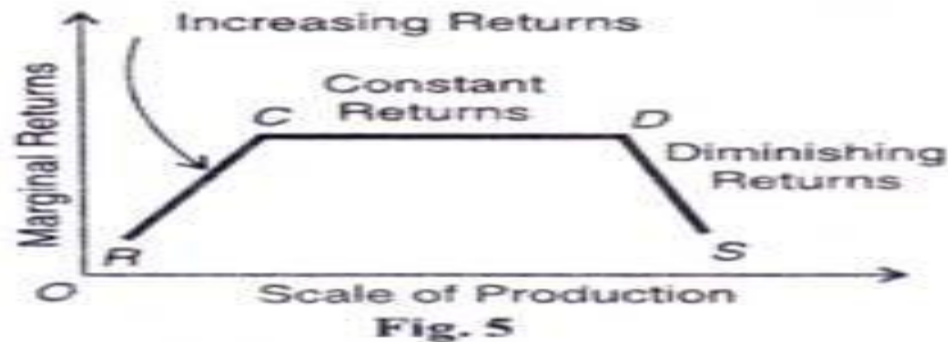 Increasing Returns
Constant
Returns
C
D
Diminishing
Returns
Marginal Returns
R
S
O
Scale of Production
Fig. 5